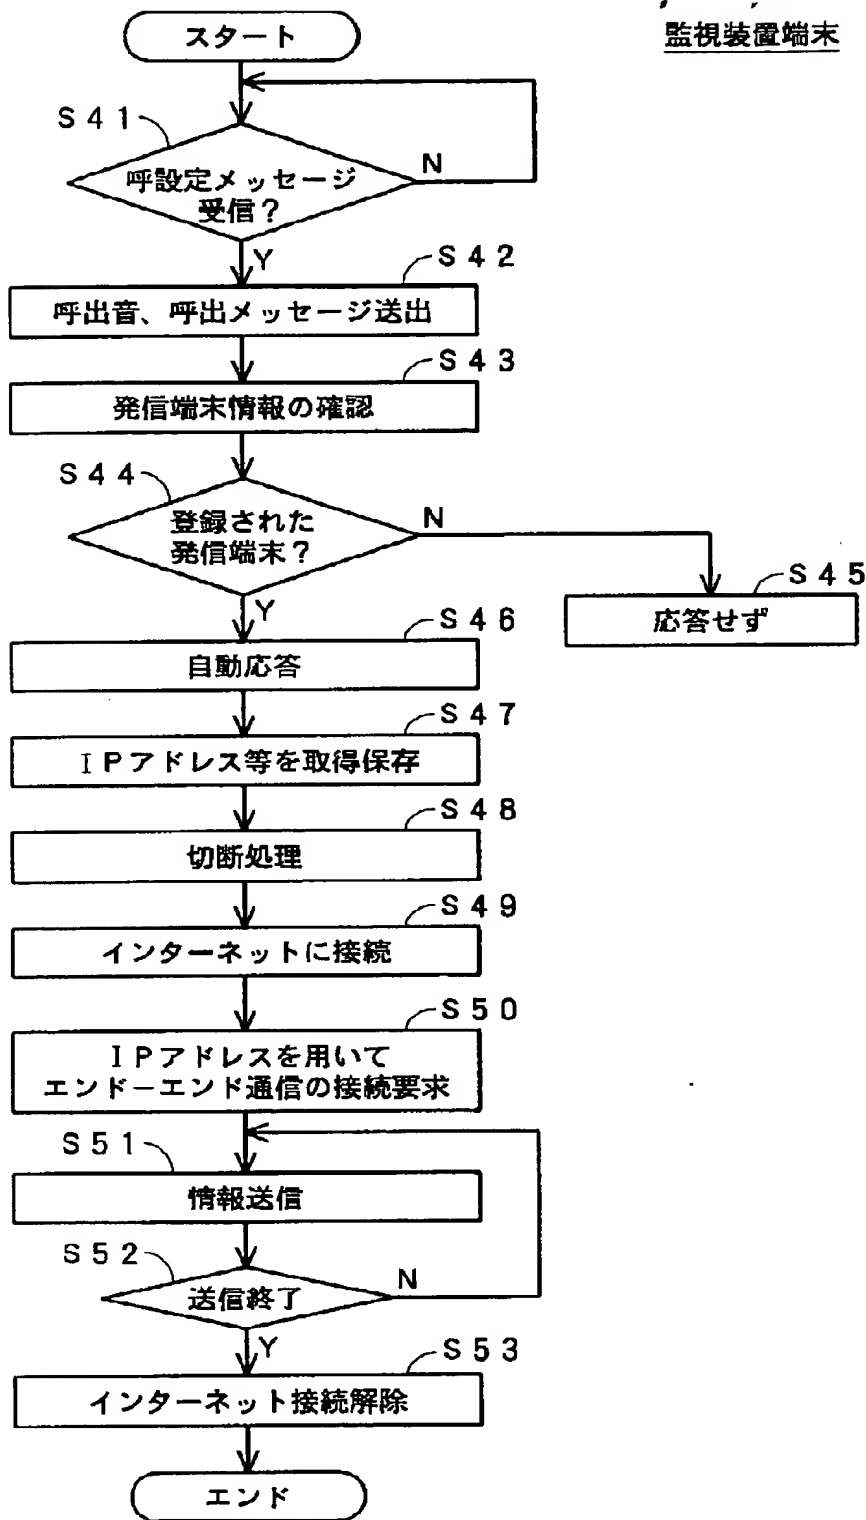 監視装置端末
スタート
S41
呼設定メッセージ
受信？
N
Y
S42
呼出音、呼出メッセージ送出
S43
発信端末情報の確認
S44
登録された
発信端末？
N
Y
S45
応答せず
S46
自動応答
S47
IPアドレス等を取得保存
S48
切断処理
S49
インターネットに接続
S50
IPアドレスを用いて
エンド－エンド通信の接続要求
S51
情報送信
S52
送信終了
N
Y
S53
インターネット接続解除
エンド